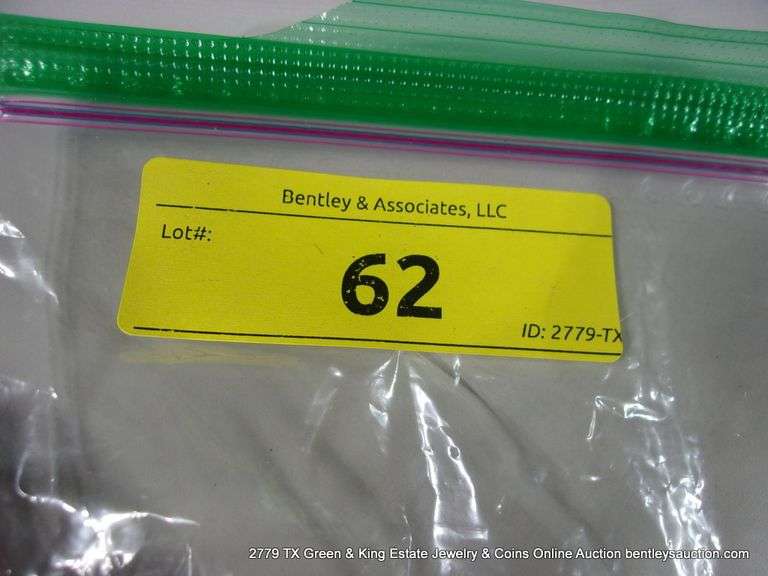 Bentley & Associates, LLC
Lot#:
62
ID: 2779-TX
2779 TX Green & King Estate Jewelry & Coins Online Auction bentleysauction.com